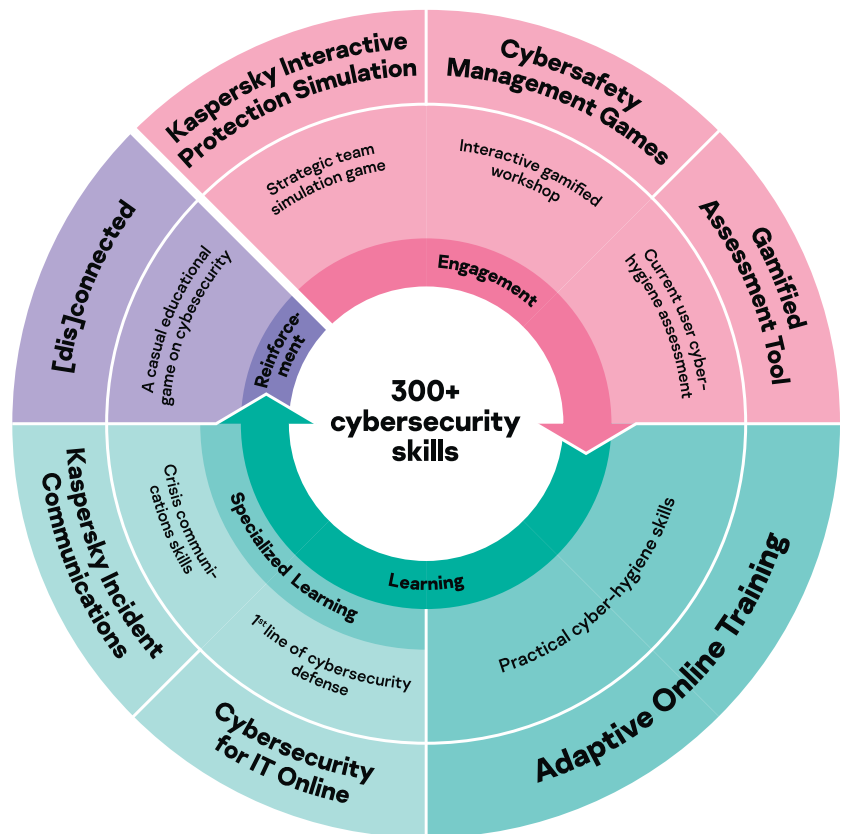 Kaspersky Interactive
Protection Simulation
Strategic team
simulation game
Cybersafety
Management Games
Interactive gamified
workshop
Gamified
Assessment Tool
Current user cyber-
hygiene assessment
Engagement
Adaptive Online Training
Practical cyber-hygiene skills
Learning
Cybersecurity
for IT Online
1st line of cybersecurity
defense
Specialized Learning
Kaspersky Incident
Communications
Crisis communi-
cations skills
[dis]connected
A casual educational
game on cybesecurity
Reinforce-
ment
300+
cybersecurity
skills